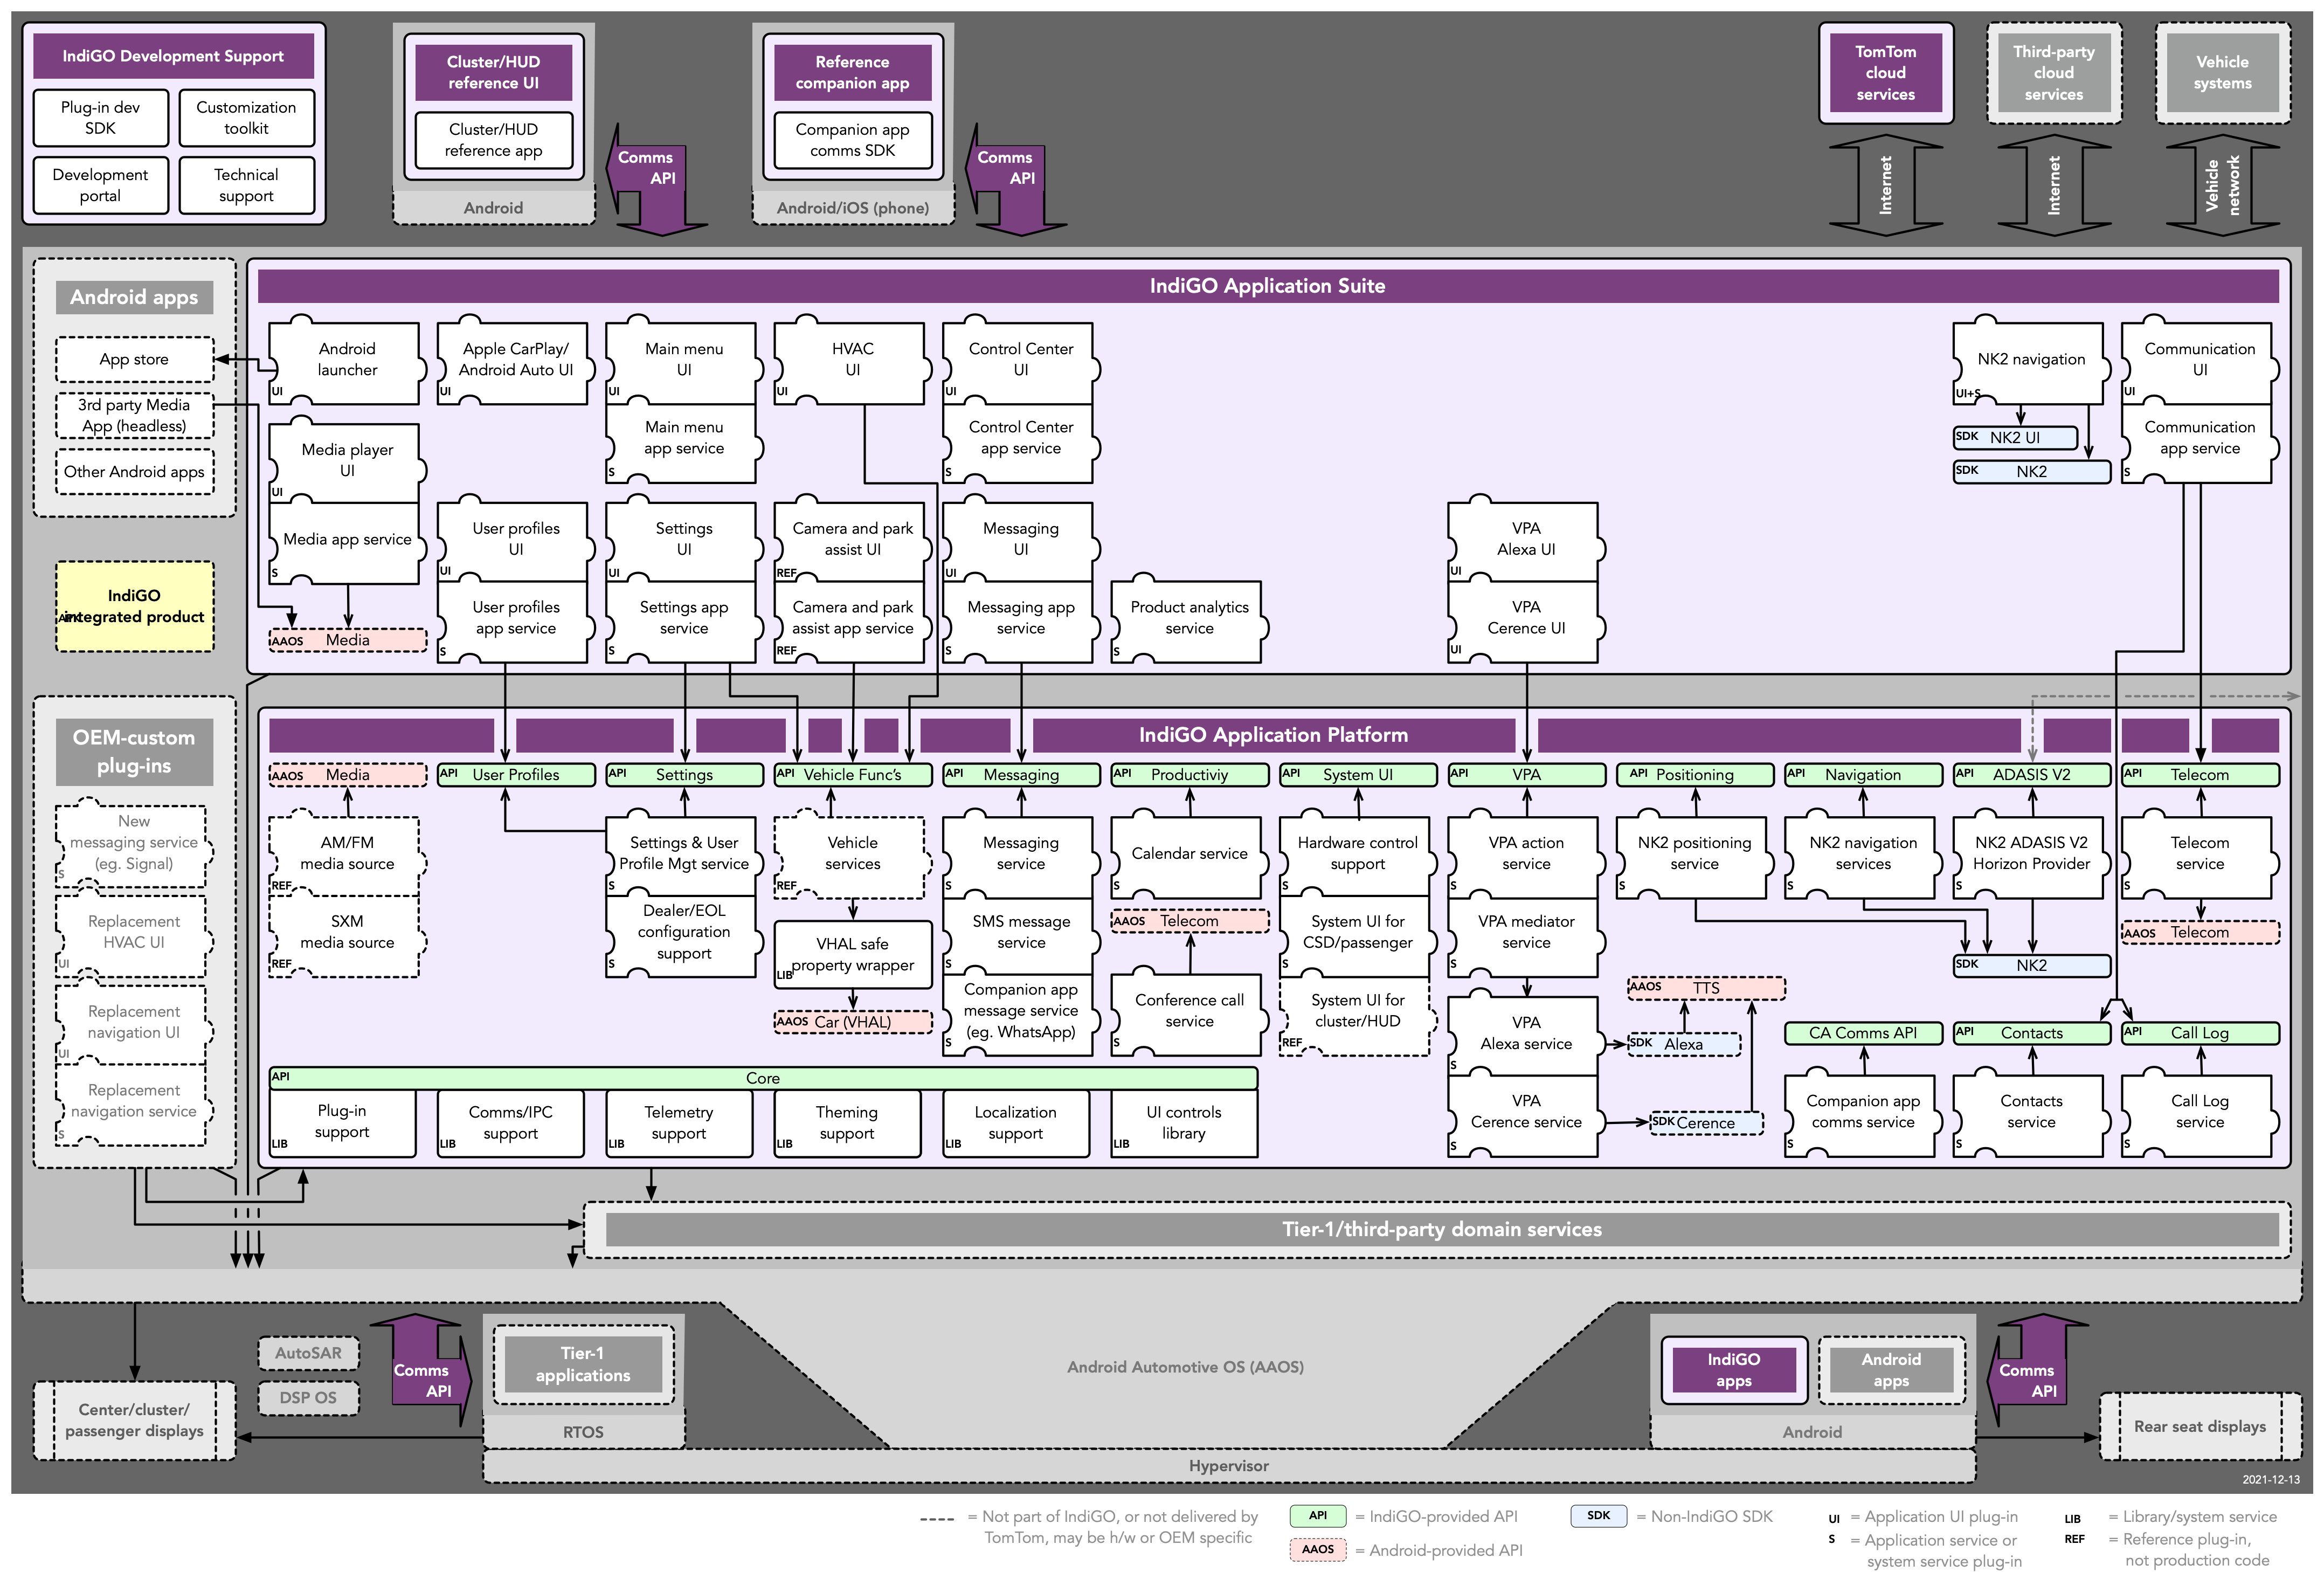 IndiGO Development Support
Plug-in dev
SDK
Customization
toolkit
Development
portal
Technical
support
Cluster/HUD
reference UI
Cluster/HUD
reference app
Android
Comms
API
Reference
companion app
Companion app
comms SDK
Android/iOS (phone)
Comms
API
TomTom
cloud
services
Third-party
cloud
services
Vehicle
systems
Internet
Internet
Vehicle
network
Android apps
App store
3rd party Media
App (headless)
Other Android apps
IndiGO
integrated product
IndiGO Application Suite
Android
launcher
UI
Apple CarPlay/
Android Auto UI
UI
Main menu
UI
Main menu
app service
S
HVAC
UI
UI
Control Center
UI
Control Center
app service
S
NK2 navigation
UI+S
SDK NK2 UI
SDK NK2
Communication
UI
UI
Communication
app service
S
Media player
UI
UI
Media app service
S
AAOS Media
User profiles
UI
UI
User profiles
app service
S
Settings
UI
UI
Settings app
service
S
Camera and park
assist UI
REF
Camera and park
assist app service
REF
Messaging
UI
UI
Messaging app
service
S
Product analytics
service
S
VPA
Alexa UI
UI
VPA
Cerence UI
UI
OEM-custom
plug-ins
New
messaging service
(eg. Signal)
S
Replacement
HVAC UI
UI
Replacement
navigation UI
UI
Replacement
navigation service
S
IndiGO Application Platform
AAOS Media
API User Profiles
API Settings
API Vehicle Func's
API Messaging
API Productiviy
API System UI
API VPA
API Positioning
API Navigation
API ADASIS V2
API Telecom
AM/FM
media source
REF
SXM
media source
REF
Settings & User
Profile Mgt service
S
Dealer/EOL
configuration
support
S
Vehicle
services
REF
VHAL safe
property wrapper
LIB
AAOS Car (VHAL)
Messaging
service
S
SMS message
service
S
Companion app
message service
(eg. WhatsApp)
S
Calendar service
S
AAOS Telecom
Conference call
service
S
Hardware control
support
S
System UI for
CSD/passenger
S
System UI for
cluster/HUD
REF
VPA action
service
S
VPA mediator
service
S
VPA
Alexa service
S
VPA
Cerence service
S
NK2 positioning
service
S
AAOS TTS
SDK Alexa
SDK Cerence
NK2 navigation
services
S
NK2 ADASIS V2
Horizon Provider
S
SDK NK2
Telecom
service
S
AAOS Telecom
CA Comms API
API Contacts
API Call Log
Companion app
comms service
S
Contacts
service
S
Call Log
service
S
API Core
Plug-in
support
LIB
Comms/IPC
support
LIB
Telemetry
support
LIB
Theming
support
LIB
Localization
support
LIB
UI controls
library
LIB
Tier-1/third-party domain services
Android Automotive OS (AAOS)
Center/cluster/
passenger displays
AutoSAR
DSP OS
Comms
API
Tier-1
applications
RTOS
Hypervisor
IndiGO
apps
Android
apps
Android
Comms
API
Rear seat displays
2021-12-13
= Not part of IndiGO, or not delivered by
TomTom, may be h/w or OEM specific
API = IndiGO-provided API
AAOS = Android-provided API
SDK = Non-IndiGO SDK
UI = Application UI plug-in
S = Application service or
system service plug-in
LIB = Library/system service
REF = Reference plug-in,
not production code